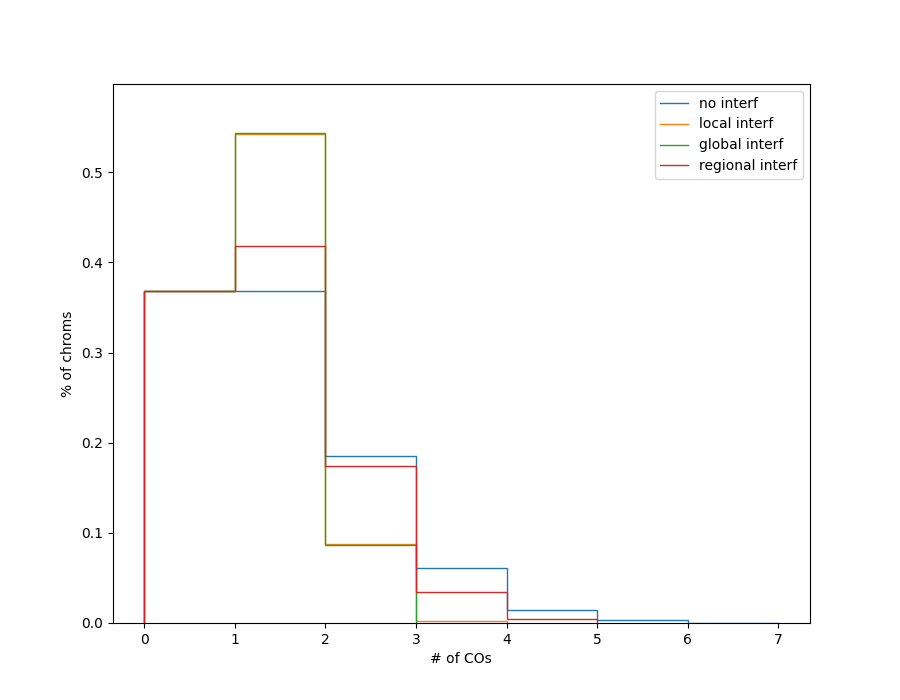 no interf
local interf
global interf
regional interf
0.5
0.4
0.3
0.2
0.1
0.0
% of chroms
0 1 2 3 4 5 6 7
# of COs